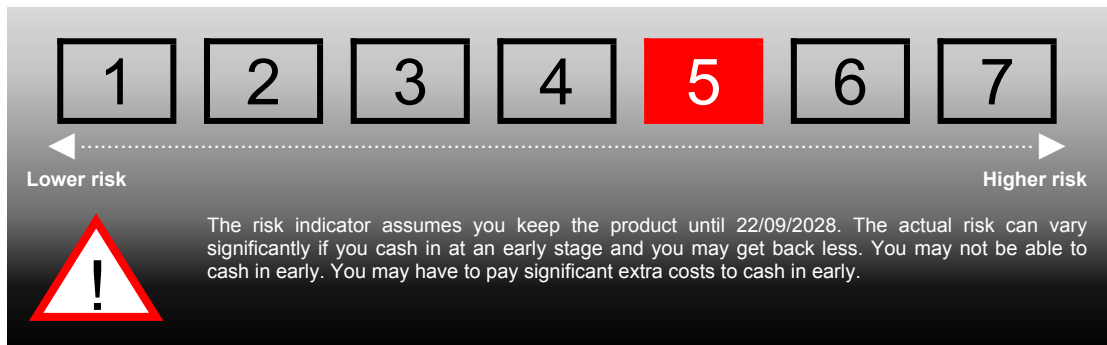 1 2 3 4 5 6 7
Lower risk Higher risk
!
The risk indicator assumes you keep the product until 22/09/2028. The actual risk can vary
significantly if you cash in at an early stage and you may get back less. You may not be able to
cash in early. You may have to pay significant extra costs to cash in early.